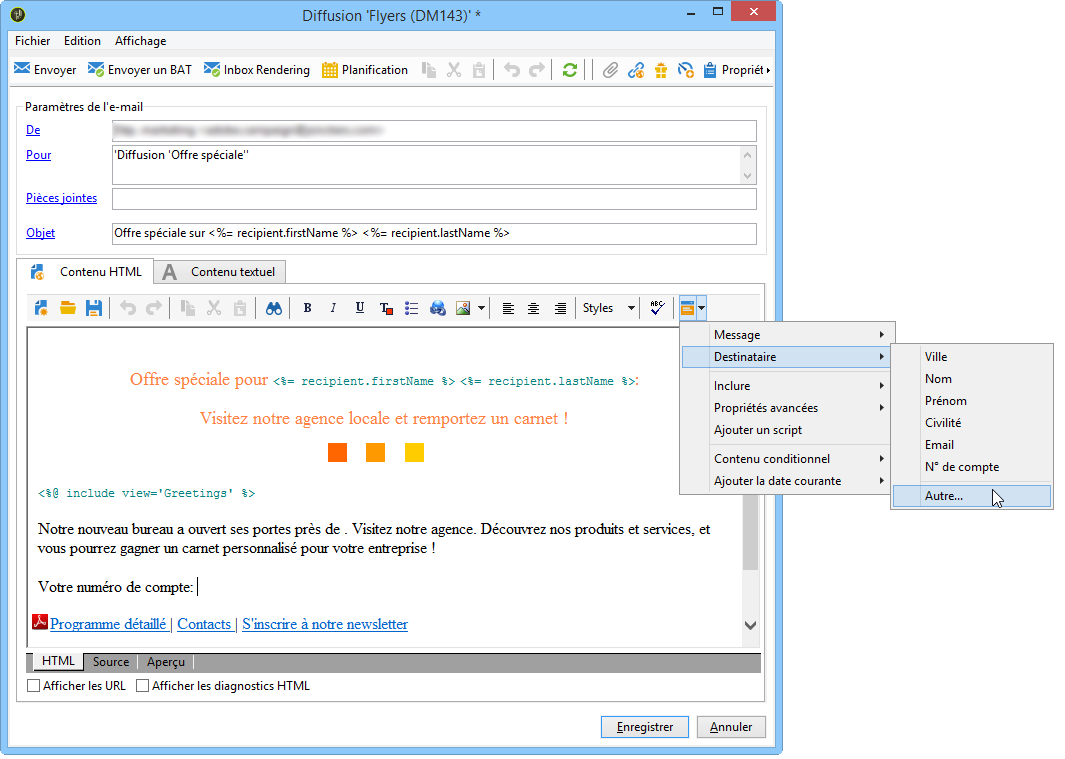 Diffusion 'Flyers (DM143)' *
Fichier Edition Affichage
Envoyer Envoyer un BAT Inbox Rendering Planification Propriét
Paramètres de l'e-mail
De
Pour 'Diffusion 'Offre spéciale''
Pièces jointes
Objet Offre spéciale sur <%= recipient.firstName %> <%= recipient.lastName %>
Contenu HTML A Contenu textuel
B I U T Styles ABC
Message
Destinataire
Inclure
Propriétés avancées
Ajouter un script
Contenu conditionnel
Ajouter la date courante
Ville
Nom
Prénom
Civilité
Email
N° de compte
Autre...
Offre spéciale pour <%= recipient.firstName %> <%= recipient.lastName %>:
Visitez notre agence locale et remportez un carnet !
<%@ include view='Greetings' %>
Notre nouveau bureau a ouvert ses portes près de . Visitez notre agence. Découvrez nos produits et services, et
vous pourrez gagner un carnet personnalisé pour votre entreprise !
Votre numéro de compte:
Programme détaillé | Contacts | S'inscrire à notre newsletter
HTML Source Aperçu
Afficher les URL Afficher les diagnostics HTML
Enregistrer Annuler